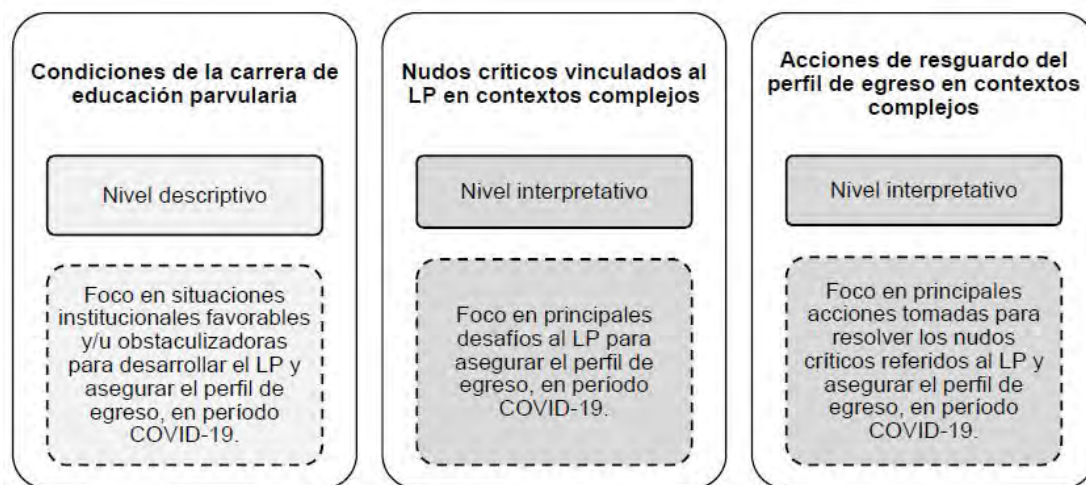 Condiciones de la carrera de
educación parvularia
Nivel descriptivo
Foco en situaciones
institucionales favorables
y/u obstaculizadoras
para desarrollar el LP y
asegurar el perfil de
egreso, en período
COVID-19.
Nudos críticos vinculados al
LP en contextos complejos
Nivel interpretativo
Foco en principales
desafíos al LP para
asegurar el perfil de
egreso, en período
COVID-19.
Acciones de resguardo del
perfil de egreso en contextos
complejos
Nivel interpretativo
Foco en principales
acciones tomadas para
resolver los nudos
críticos referidos al LP y
asegurar el perfil de
egreso, en período
COVID-19.